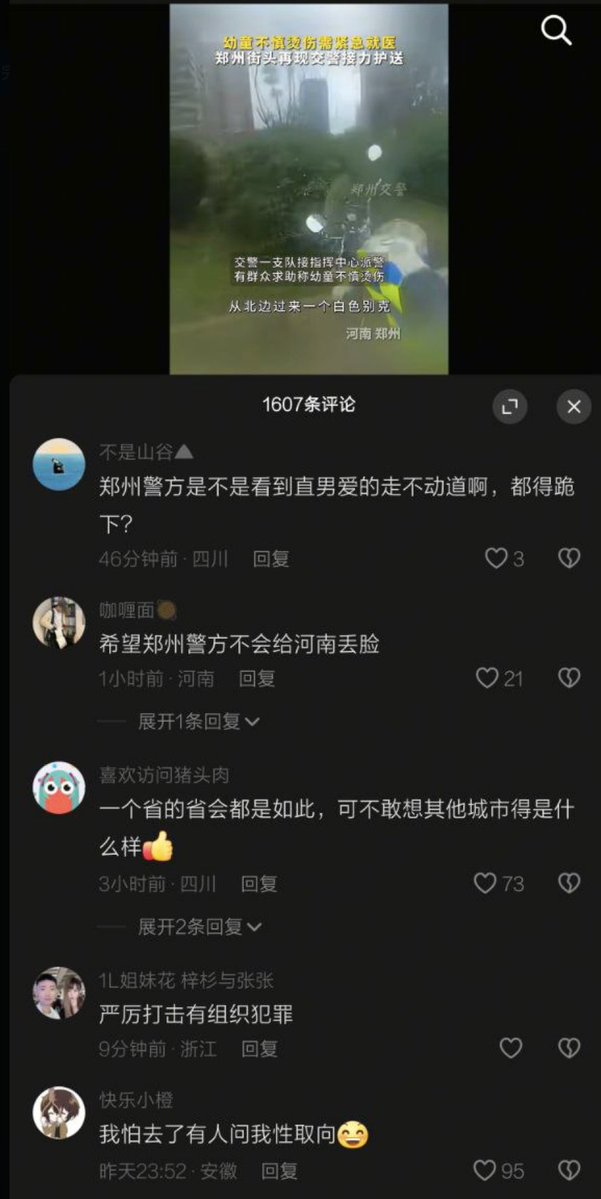 幼童不慎烫伤需紧急就医
郑州街头再现交警接力护送
郑州交警
交警一支队接指挥中心派警
有群众求助称幼童不慎烫伤
从北边过来一个白色别克
河南 郑州
1607条评论
不是山谷
郑州警方是不是看到直男爱的走不动道啊，都得跪
下？
46分钟前 · 四川 回复 3
咖喱面
希望郑州警方不会给河南丢脸
1小时前 · 河南 回复 21
展开1条回复
喜欢访问猪头肉
一个省的省会都是如此，可不敢想其他城市得是什
么样👍
3小时前 · 四川 回复 73
展开2条回复
1L姐妹花 梓杉与张张
严厉打击有组织犯罪
9分钟前 · 浙江 回复
快乐小橙
我怕去了有人问我性取向😄
昨天23:52 · 安徽 回复 95